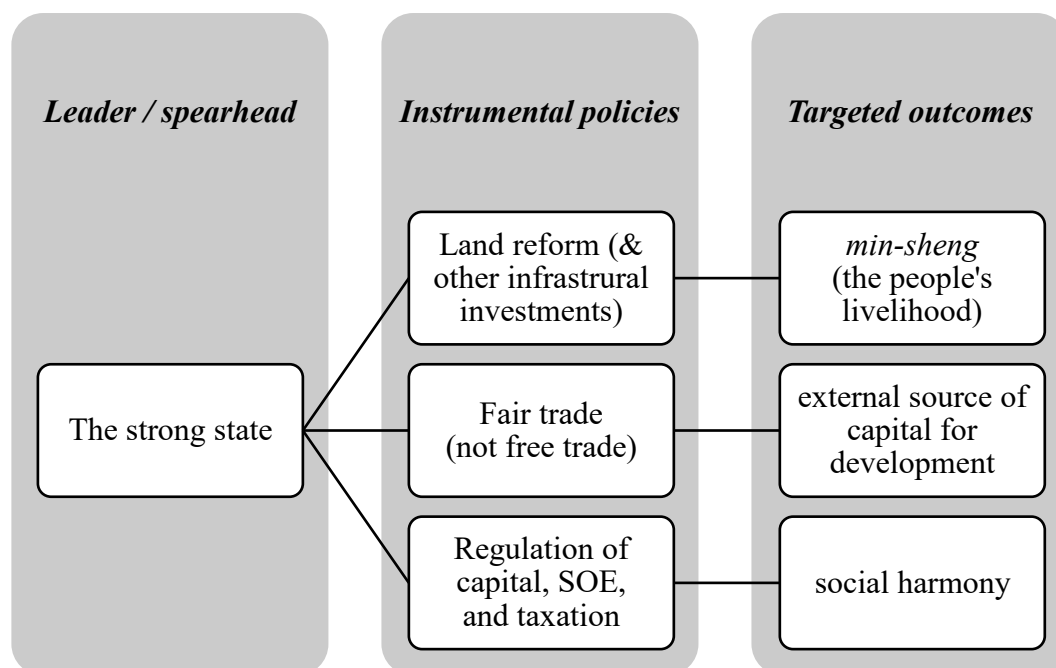 Leader / spearhead
Instrumental policies
Targeted outcomes
The strong state
Land reform (&
other infrastrural
investments)
min-sheng
(the people's
livelihood)
Fair trade
(not free trade)
external source of
capital for
development
Regulation of
capital, SOE,
and taxation
social harmony